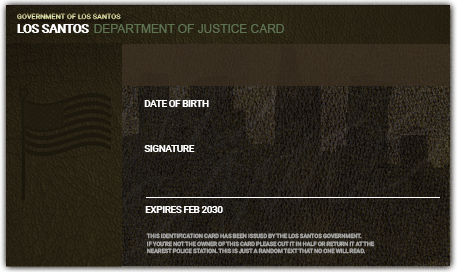 GOVERNMENT OF LOS SANTOS
LOS SANTOS DEPARTMENT OF JUSTICE CARD
DATE OF BIRTH
SIGNATURE
EXPIRES FEB 2030
THIS IDENTIFICATION CARD HAS BEEN ISSUED BY THE LOS SANTOS GOVERNMENT.
IF YOU'RE NOT THE OWNER OF THIS CARD PLEASE CUT IT IN HALF OR RETURN IT AT THE
NEAREST POLICE STATION. THIS IS JUST A RANDOM TEXT THAT NO ONE WILL READ.